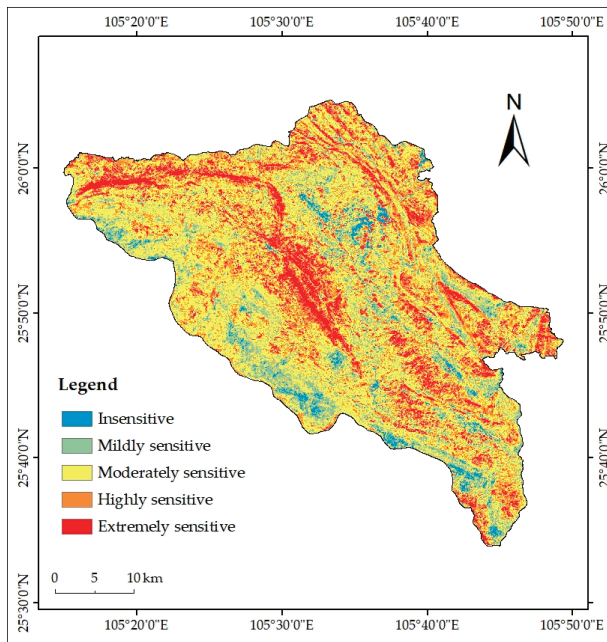 105°20'0"E 105°30'0"E 105°40'0"E 105°50'0"E
N
26°0'0"N 26°0'0"N
25°50'0"N 25°50'0"N
Legend
Insensitive
Mildly sensitive
25°40'0"N 25°40'0"N
Moderately sensitive
Highly sensitive
Extremely sensitive
0 5 10 km
25°30'0"N 25°30'0"N
105°20'0"E 105°30'0"E 105°40'0"E 105°50'0"E